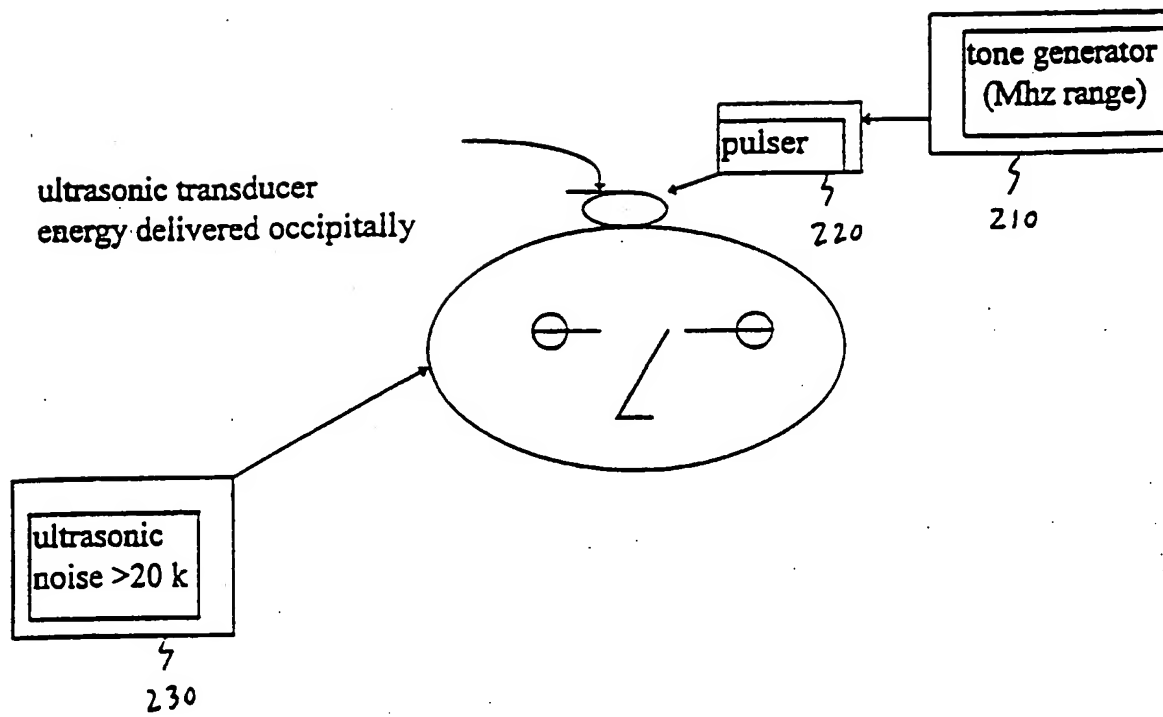 tone generator
(Mhz range)
pulser
ultrasonic transducer
energy delivered occipitally
220
210
ultrasonic
noise >20 k
230